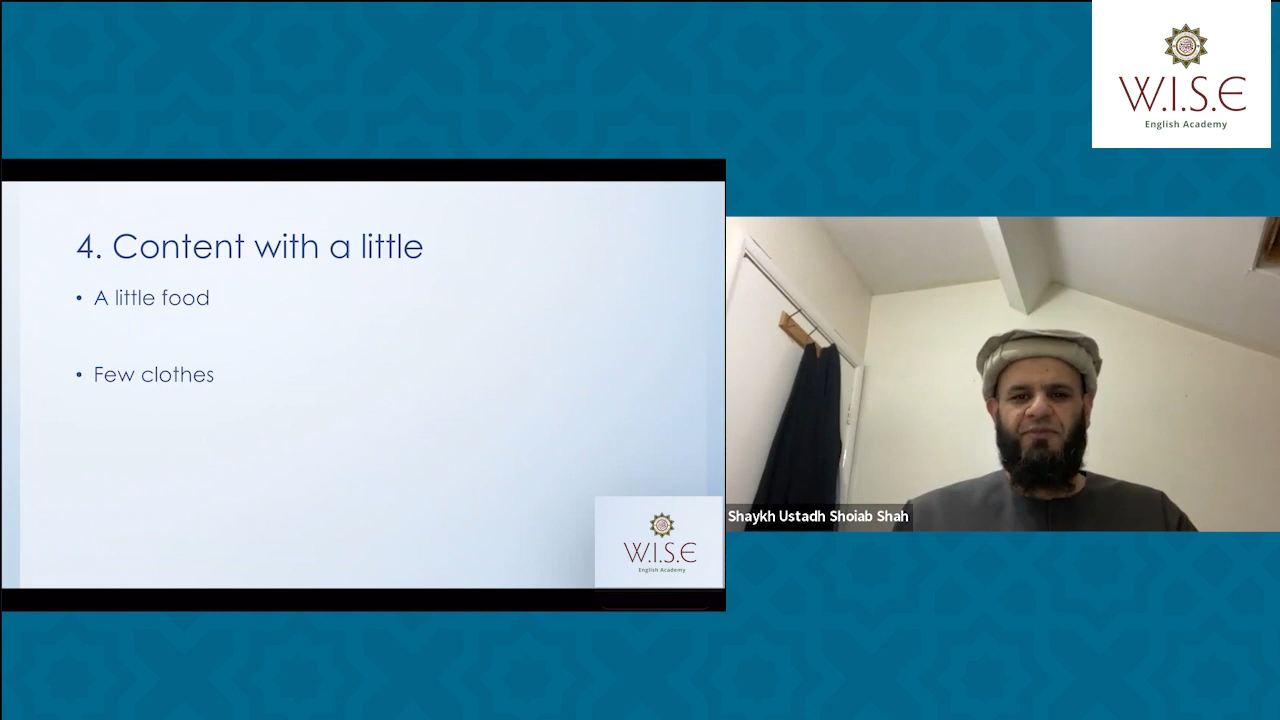 W.I.S.E
English Academy
4. Content with a little
• A little food
• Few clothes
W.I.S.E
English Academy
Shaykh Ustadh Shoiab Shah